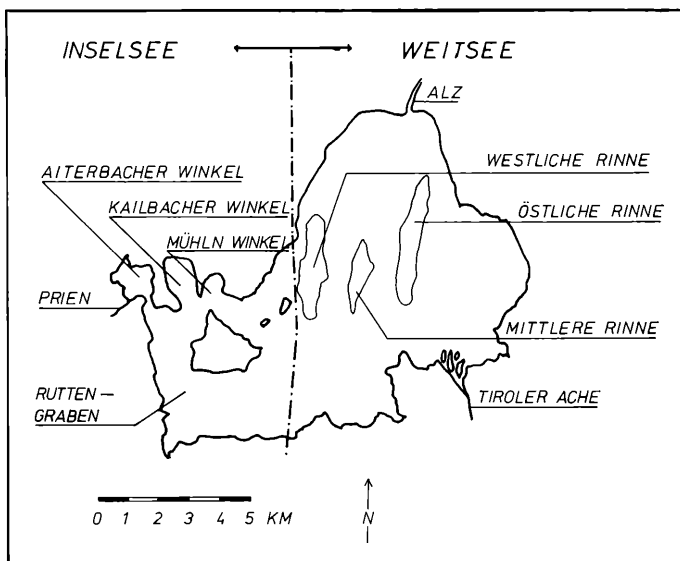 INSELSEE
WEITSEE
ALZ
WESTLICHE RINNE
AITERBACHER WINKEL
KAILBACHER WINKEL
ÖSTLICHE RINNE
MÜHLN WINKEL
PRIEN
MITTLERE RINNE
RUTTEN-
GRABEN
TIROLER ACHE
0 1 2 3 4 5 KM
N